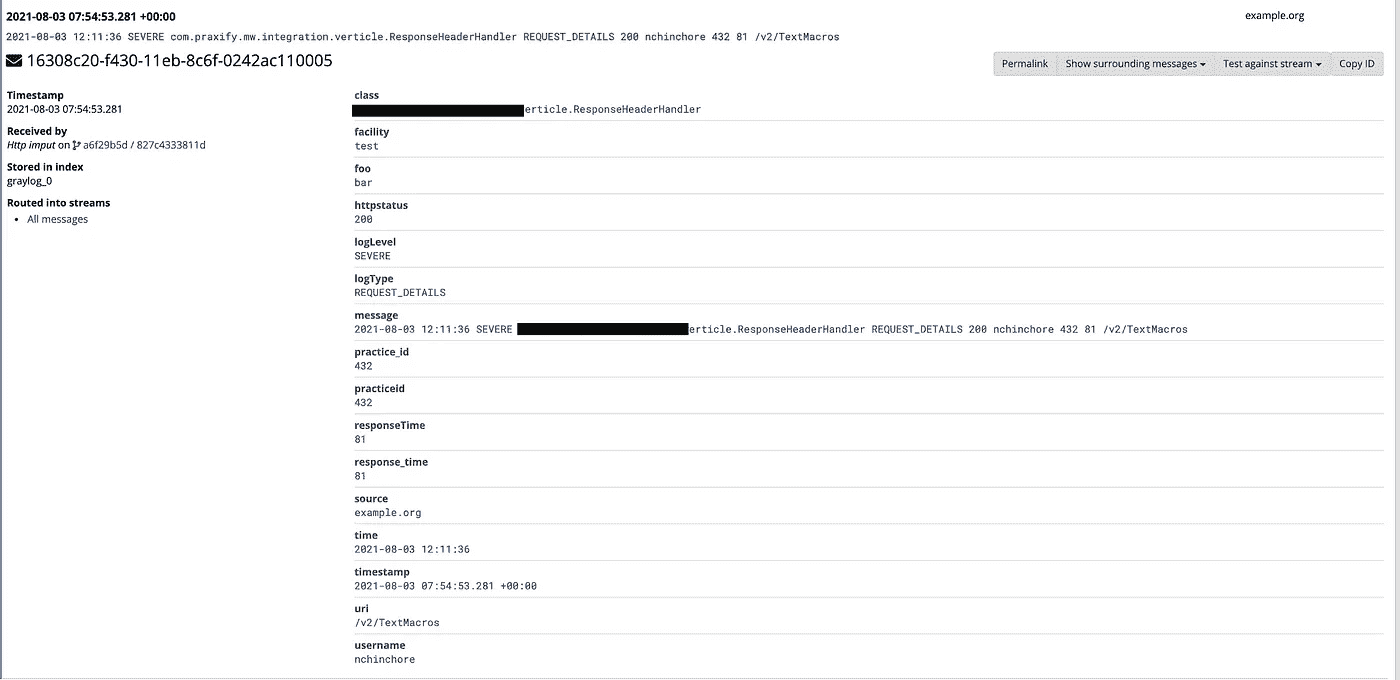 2021-08-03 07:54:53.281 +00:00
example.org
2021-08-03 12:11:36 SEVERE com.praxify.mw.integration.verticle.ResponseHeaderHandler REQUEST_DETAILS 200 nchinchore 432 81 /v2/TextMacros
16308c20-f430-11eb-8c6f-0242ac110005
Permalink Show surrounding messages Test against stream Copy ID
Timestamp
2021-08-03 07:54:53.281
Received by
Http imput on a6f29b5d / 827c4333811d
Stored in index
graylog_0
Routed into streams
• All messages
class
erticle.ResponseHeaderHandler
facility
test
foo
bar
httpstatus
200
logLevel
SEVERE
logType
REQUEST_DETAILS
message
2021-08-03 12:11:36 SEVERE erticle.ResponseHeaderHandler REQUEST_DETAILS 200 nchinchore 432 81 /v2/TextMacros
practice_id
432
practiceid
432
responseTime
81
response_time
81
source
example.org
time
2021-08-03 12:11:36
timestamp
2021-08-03 07:54:53.281 +00:00
uri
/v2/TextMacros
username
nchinchore